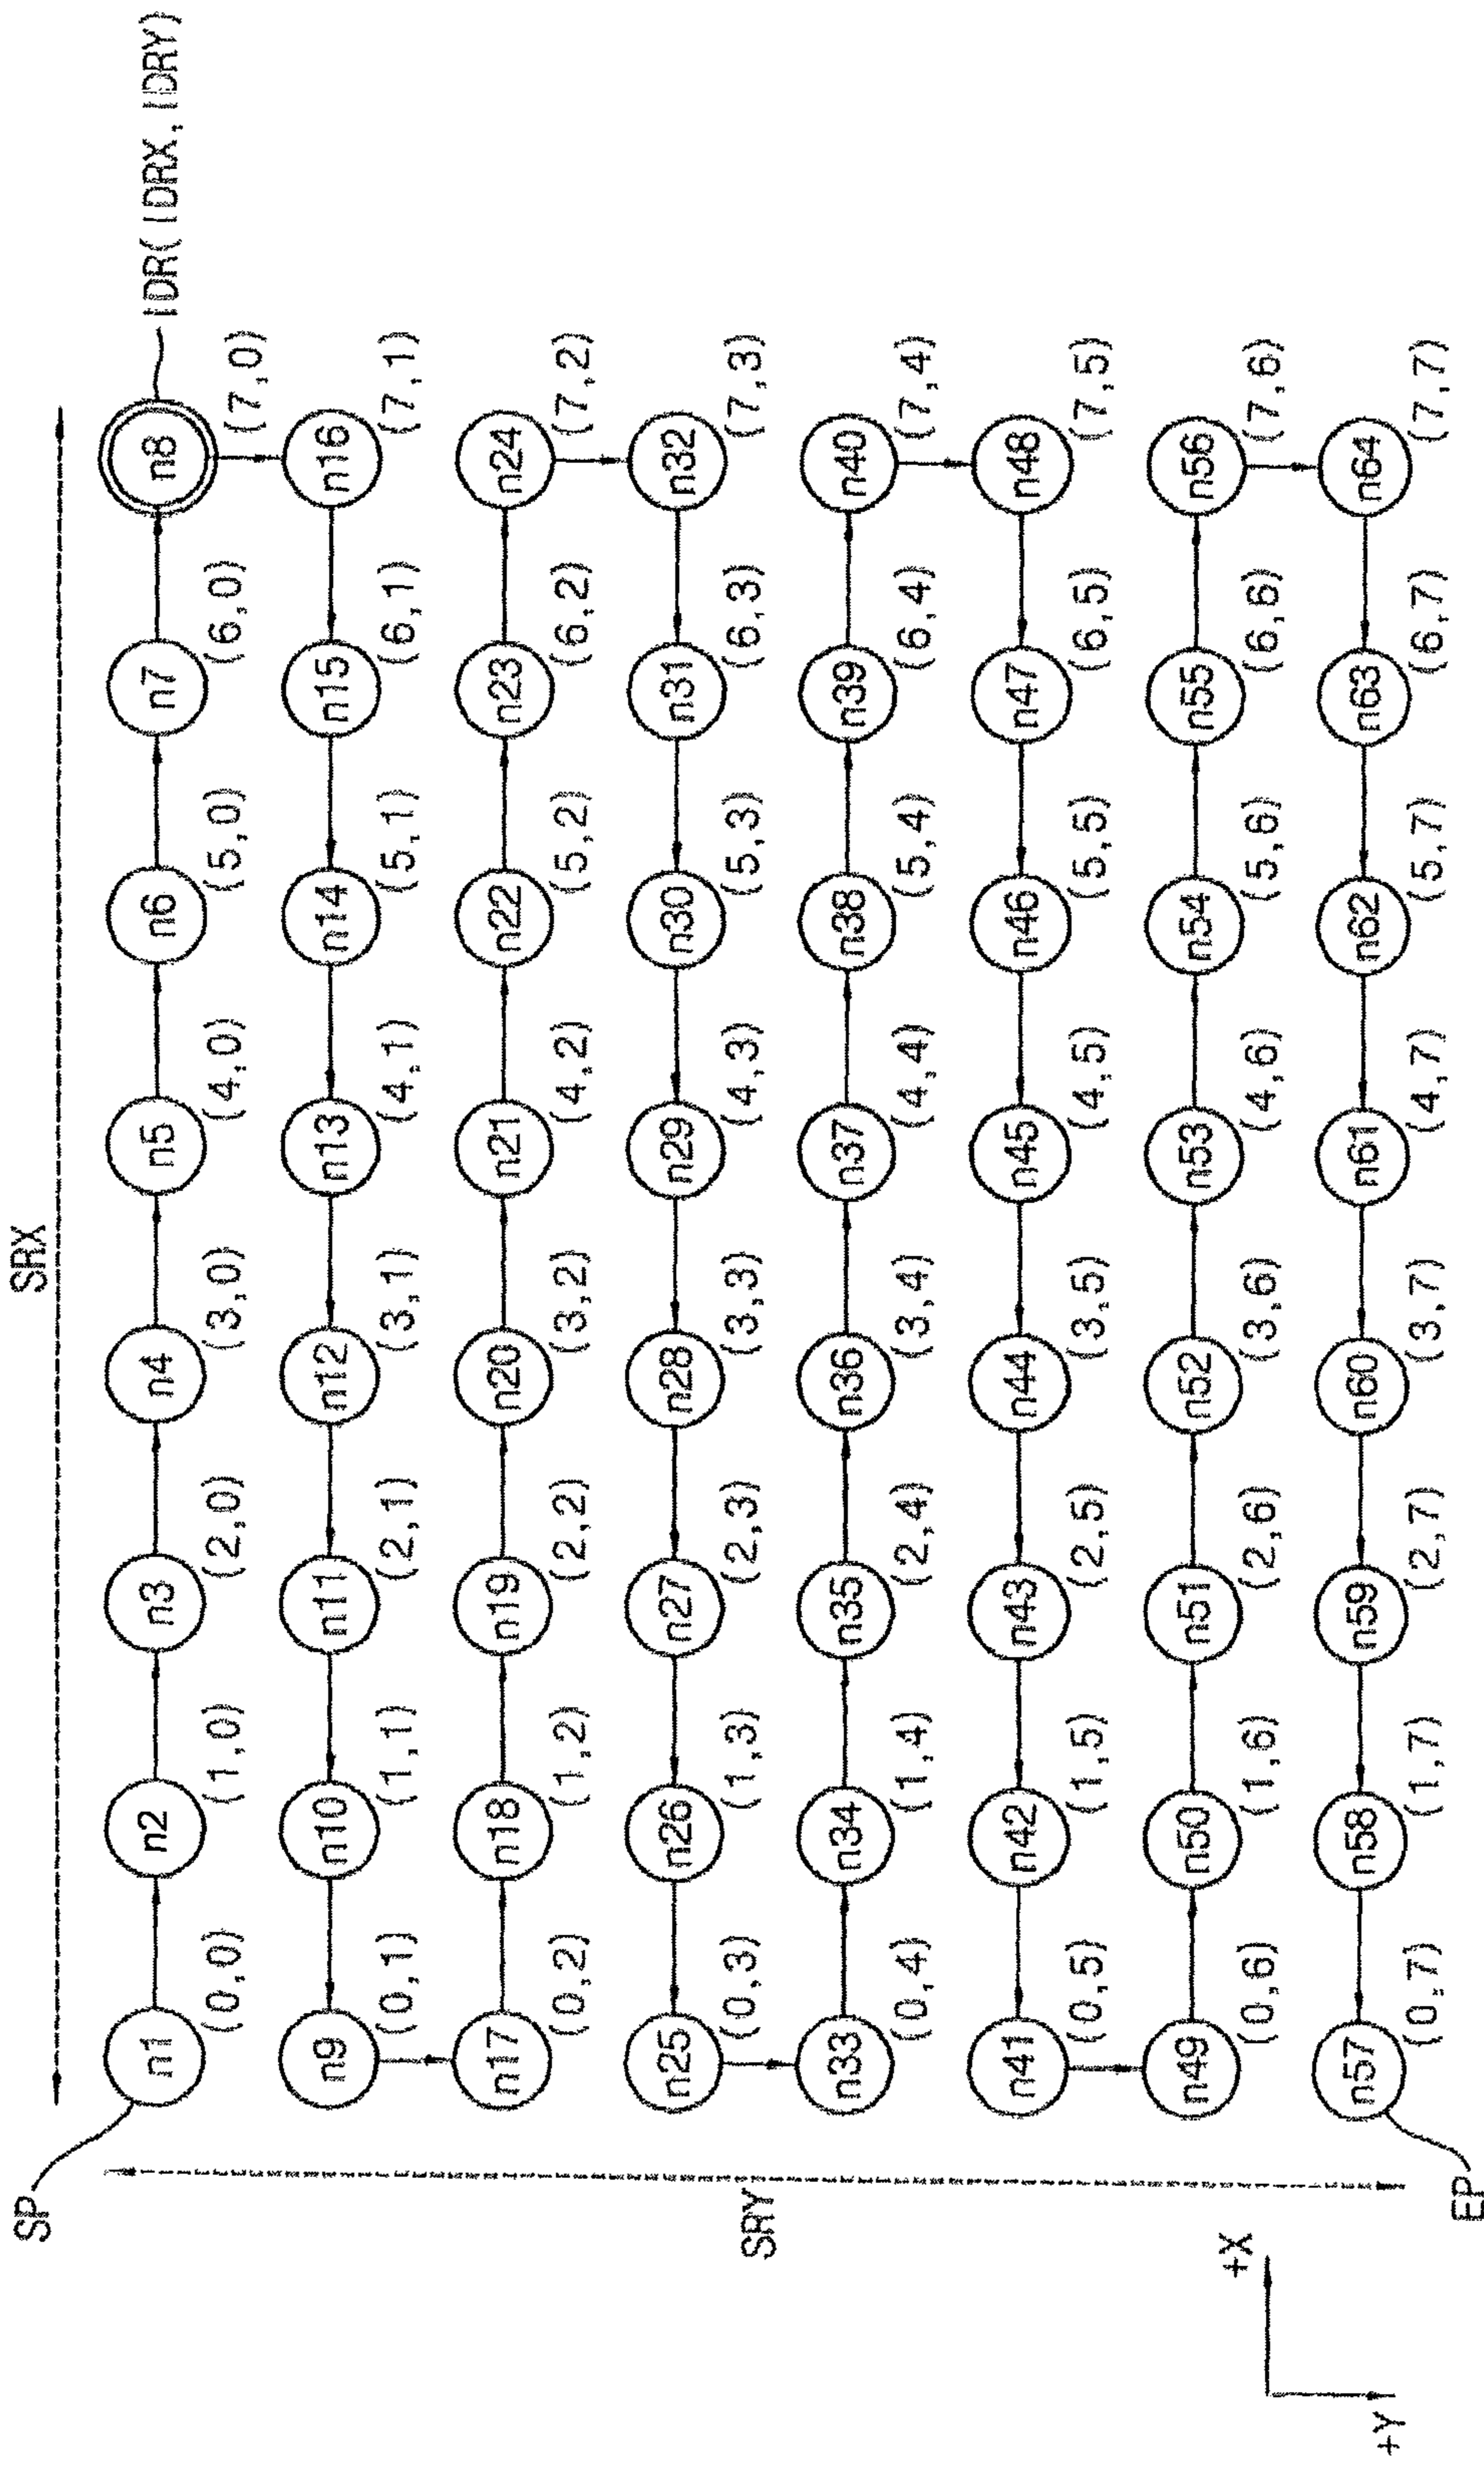 SRX
SP
IDR(IDRX, IDRY)
n1 n2 n3 n4 n5 n6 n7 n8
(0,0) (1,0) (2,0) (3,0) (4,0) (5,0) (6,0) (7,0)
n9 n10 n11 n12 n13 n14 n15 n16
(0,1) (1,1) (2,1) (3,1) (4,1) (5,1) (6,1) (7,1)
n17 n18 n19 n20 n21 n22 n23 n24
(0,2) (1,2) (2,2) (3,2) (4,2) (5,2) (6,2) (7,2)
SRY
n25 n26 n27 n28 n29 n30 n31 n32
(0,3) (1,3) (2,3) (3,3) (4,3) (5,3) (6,3) (7,3)
n33 n34 n35 n36 n37 n38 n39 n40
(0,4) (1,4) (2,4) (3,4) (4,4) (5,4) (6,4) (7,4)
n41 n42 n43 n44 n45 n46 n47 n48
(0,5) (1,5) (2,5) (3,5) (4,5) (5,5) (6,5) (7,5)
n49 n50 n51 n52 n53 n54 n55 n56
(0,6) (1,6) (2,6) (3,6) (4,6) (5,6) (6,6) (7,6)
n57 n58 n59 n60 n61 n62 n63 n64
(0,7) (1,7) (2,7) (3,7) (4,7) (5,7) (6,7) (7,7)
+X
+Y
EP